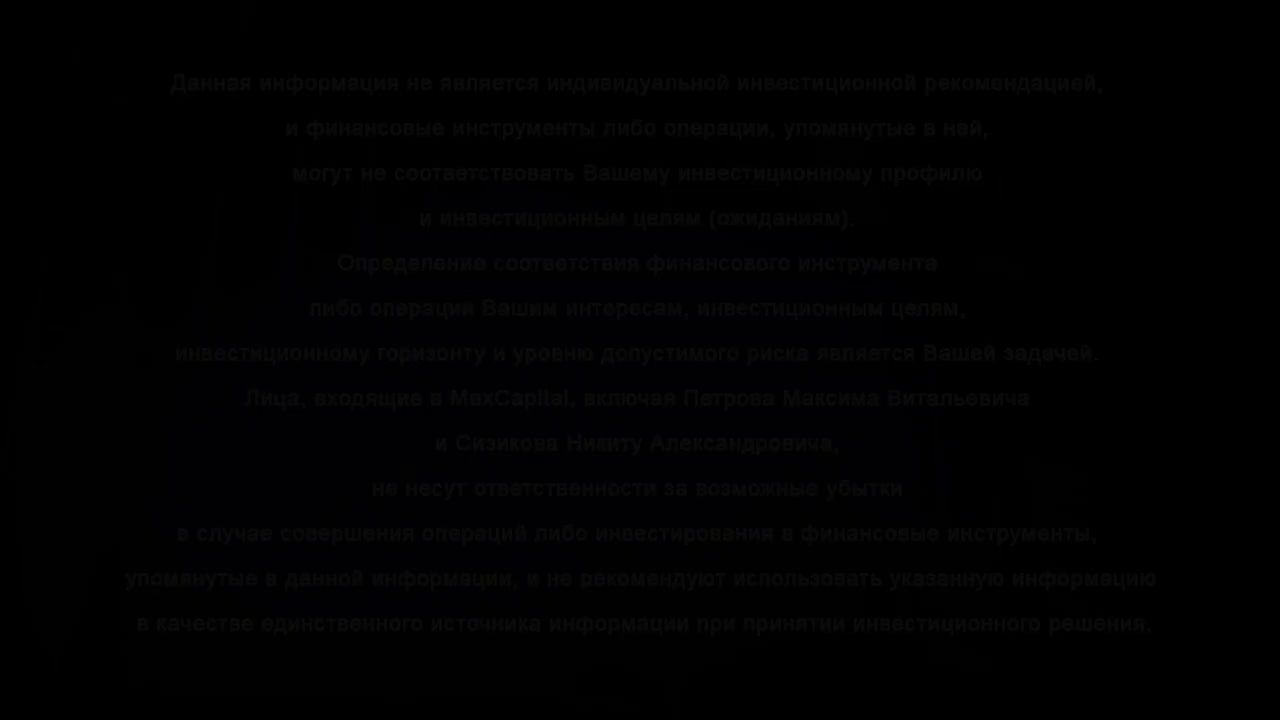 Данная информация не является индивидуальной инвестиционной рекомендацией,
и финансовые инструменты либо операции, упомянутые в ней,
могут не соответствовать Вашему инвестиционному профилю
и инвестиционным целям (ожиданиям).
Определение соответствия финансового инструмента
либо операции Вашим интересам, инвестиционным целям,
инвестиционному горизонту и уровню допустимого риска является Вашей задачей.
Лица, входящие в MaxCapital, включая Петрова Максима Витальевича
и Сизикова Никиту Александровича,
не несут ответственности за возможные убытки
в случае совершения операций либо инвестирования в финансовые инструменты,
упомянутые в данной информации, и не рекомендуют использовать указанную информацию
в качестве единственного источника информации при принятии инвестиционного решения.